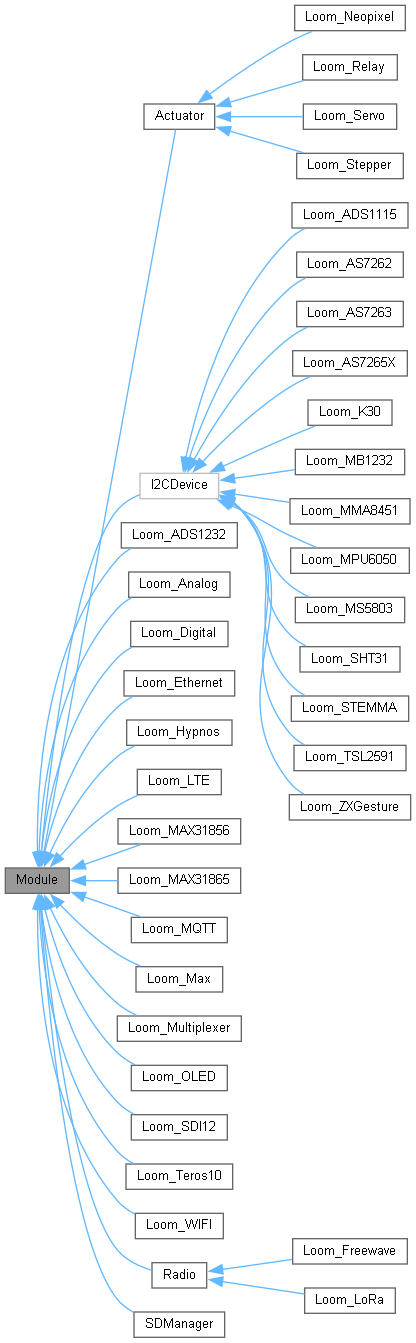 Loom_Neopixel
Loom_Relay
Actuator
Loom_Servo
Loom_Stepper
Loom_ADS1115
Loom_AS7262
Loom_AS7263
Loom_AS7265X
Loom_K30
Loom_MB1232
I2CDevice
Loom_MMA8451
Loom_ADS1232
Loom_MPU6050
Loom_Analog
Loom_MS5803
Loom_Digital
Loom_SHT31
Loom_Ethernet
Loom_STEMMA
Loom_Hypnos
Loom_TSL2591
Loom_LTE
Loom_ZXGesture
Loom_MAX31856
Module
Loom_MAX31865
Loom_MQTT
Loom_Max
Loom_Multiplexer
Loom_OLED
Loom_SDI12
Loom_Teros10
Loom_WIFI
Loom_Freewave
Radio
Loom_LoRa
SDManager